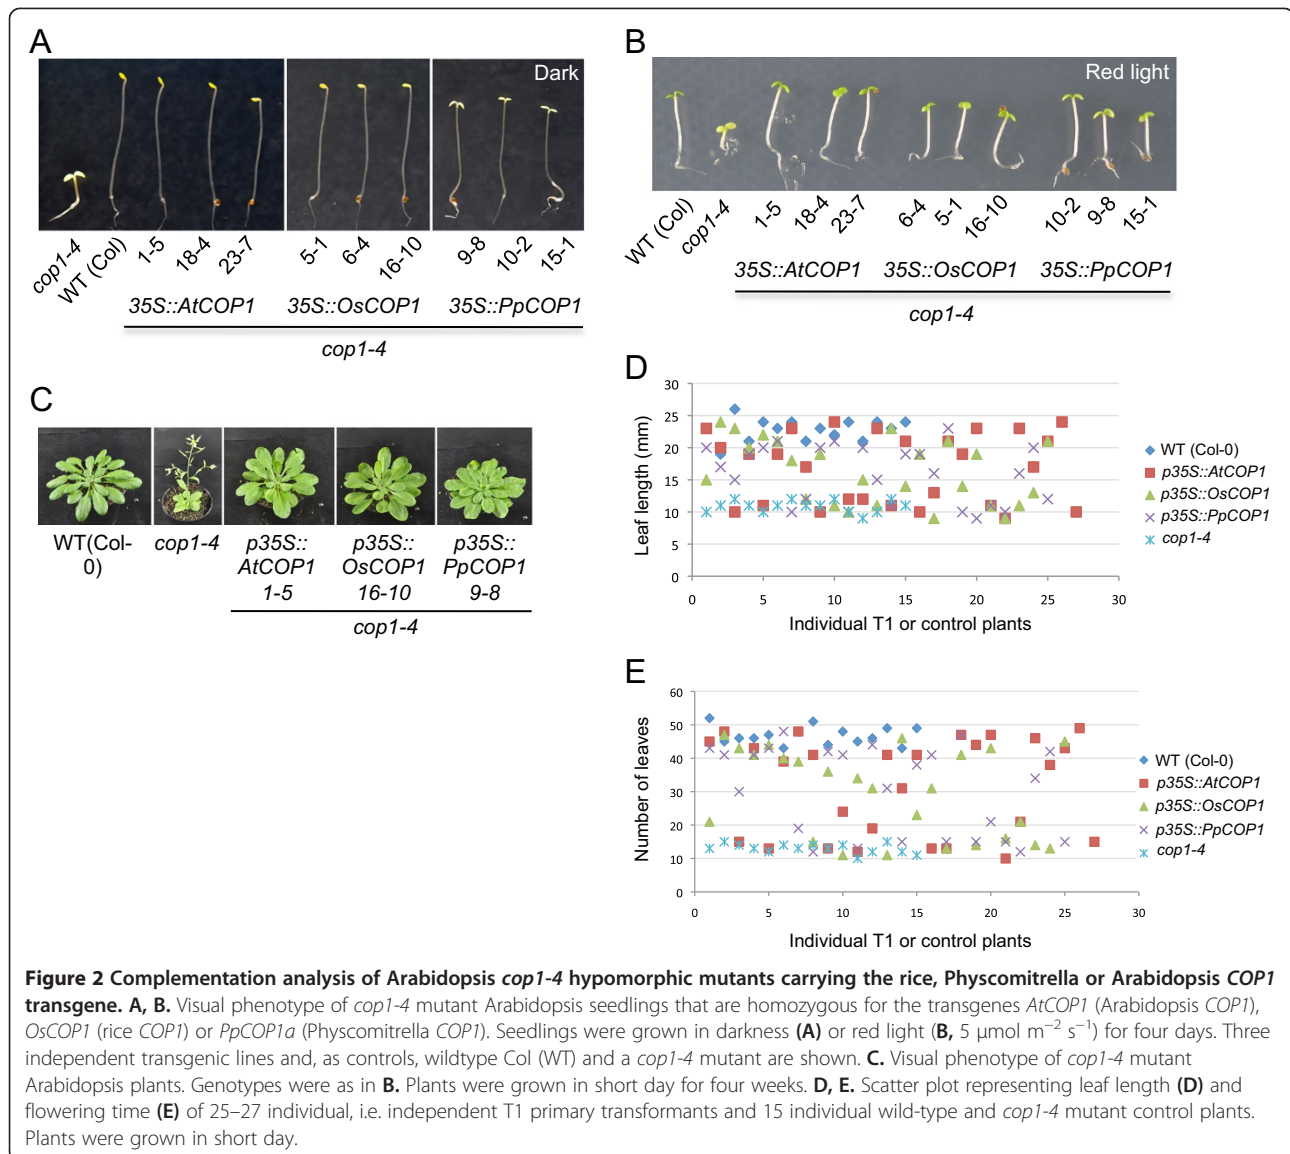 A
Dark
cop1-4
WT (Col)
1-5
18-4
23-7
5-1
6-4
16-10
9-8
10-2
15-1
35S::AtCOP1 35S::OsCOP1 35S::PpCOP1
cop1-4
B
Red light
WT (Col)
cop1-4
1-5
18-4
23-7
6-4
5-1
16-10
10-2
9-8
15-1
35S::AtCOP1 35S::OsCOP1 35S::PpCOP1
cop1-4
C
WT(Col-
0)
cop1-4
p35S::
AtCOP1
1-5
p35S::
OsCOP1
16-10
p35S::
PpCOP1
9-8
cop1-4
D
Leaf length (mm)
30
25
20
15
10
5
0
0 5 10 15 20 25 30
Individual T1 or control plants
WT (Col-0)
p35S::AtCOP1
p35S::OsCOP1
p35S::PpCOP1
cop1-4
E
Number of leaves
60
50
40
30
20
10
0
0 5 10 15 20 25 30
Individual T1 or control plants
WT (Col-0)
p35S::AtCOP1
p35S::OsCOP1
p35S::PpCOP1
cop1-4
Figure 2 Complementation analysis of Arabidopsis cop1-4 hypomorphic mutants carrying the rice, Physcomitrella or Arabidopsis COP1
transgene. A, B. Visual phenotype of cop1-4 mutant Arabidopsis seedlings that are homozygous for the transgenes AtCOP1 (Arabidopsis COP1),
OsCOP1 (rice COP1) or PpCOP1a (Physcomitrella COP1). Seedlings were grown in darkness (A) or red light (B, 5 μmol m⁻² s⁻¹) for four days. Three
independent transgenic lines and, as controls, wildtype Col (WT) and a cop1-4 mutant are shown. C. Visual phenotype of cop1-4 mutant
Arabidopsis plants. Genotypes were as in B. Plants were grown in short day for four weeks. D, E. Scatter plot representing leaf length (D) and
flowering time (E) of 25–27 individual, i.e. independent T1 primary transformants and 15 individual wild-type and cop1-4 mutant control plants.
Plants were grown in short day.